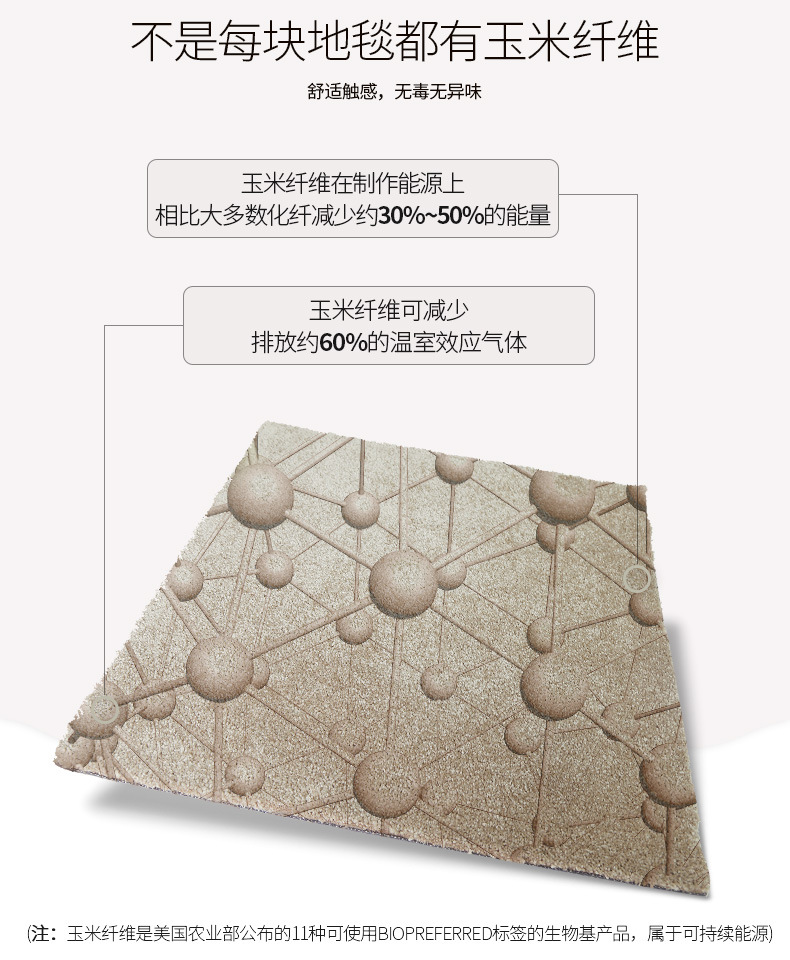 不是每块地毯都有玉米纤维
舒适触感，无毒无异味
玉米纤维在制作能源上
相比大多数化纤减少约30%~50%的能量
玉米纤维可减少
排放约60%的温室效应气体
(注：玉米纤维是美国农业部公布的11种可使用BIOPREFERRED标签的生物基产品，属于可持续能源)